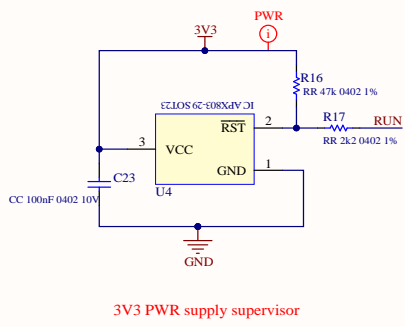 PWR
i
3V3
R16
RR 47k 0402 1%
IC APX803-29 SOT23
RST
2
R17
RUN
RR 2k2 0402 1%
3
VCC
GND
1
U4
C23
CC 100nF 0402 10V
GND
3V3 PWR supply supervisor